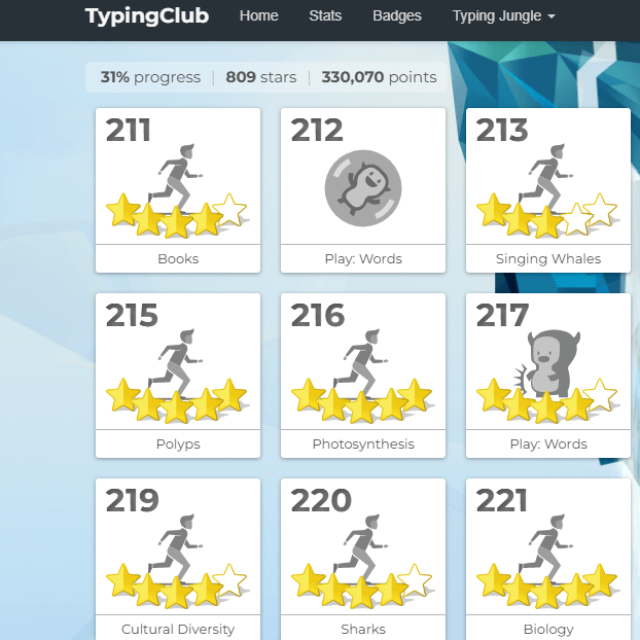 TypingClub Home Stats Badges Typing Jungle
31% progress | 809 stars | 330,070 points
211 212 213
Books Play: Words Singing Whales
215 216 217
Polyps Photosynthesis Play: Words
219 220 221
Cultural Diversity Sharks Biology